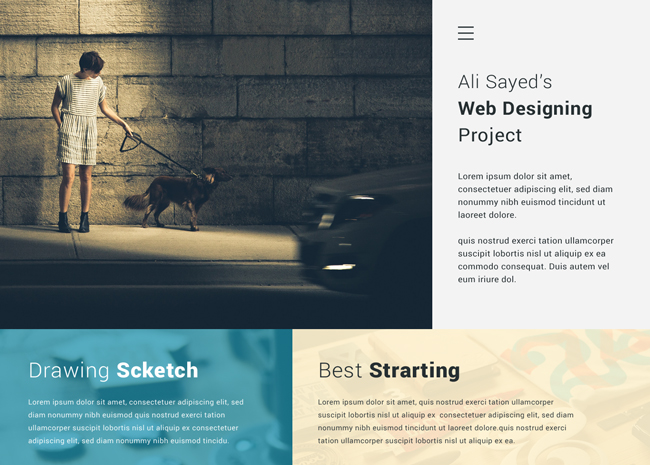 Ali Sayed's
Web Designing
Project
Lorem ipsum dolor sit amet,
consectetuer adipiscing elit, sed diam
nonummy nibh euismod tincidunt ut
laoreet dolore.
quis nostrud exerci tation ullamcorper
suscipit lobortis nisl ut aliquip ex ea
commodo consequat. Duis autem vel
eum iriure dol.
Drawing Scketch
Lorem ipsum dolor sit amet, consectetuer adipiscing elit, sed
diam nonummy nibh euismod quis nostrud exerci tation
ullamcorper suscipit lobortis nisl ut aliquip ex ea consectetuer
adipiscing elit, sed diam nonummy nibh euismod tincidu.
Best Strarting
Lorem ipsum dolor sit amet, quis nostrud exerci tation ullamcorper
suscipit lobortis nisl ut aliquip ex consectetuer adipiscing elit, sed diam
nonummy nibh euismod tincidunt ut laoreet dolore.quis nostrud exerci
tation ullamcorper suscipit lobortis nisl ut aliquip ex ea.